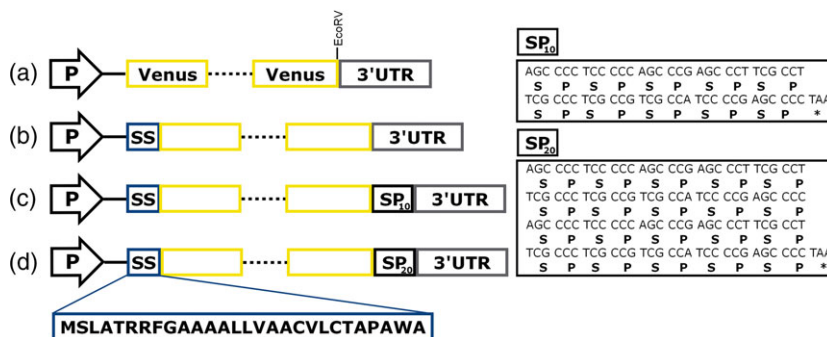 EcoRV
(a) P Venus Venus 3'UTR
(b) P SS 3'UTR
(c) P SS SP10 3'UTR
(d) P SS SP20 3'UTR
MSLATRRFGAAAALLVAACVLCTAPAWA
SP10
AGC CCC TCC CCC AGC CCG AGC CCT TCG CCT
S P S P S P S P S P
TCG CCC TCG CCG TCG CCA TCC CCG AGC CCC TAA
S P S P S P S P S P *
SP20
AGC CCC TCC CCC AGC CCG AGC CCT TCG CCT
S P S P S P S P S P
TCG CCC TCG CCG TCG CCA TCC CCG AGC CCC
S P S P S P S P S P
AGC CCC TCC CCC AGC CCG AGC CCT TCG CCT
S P S P S P S P S P
TCG CCC TCG CCG TCG CCA TCC CCG AGC CCC TAA
S P S P S P S P S P *